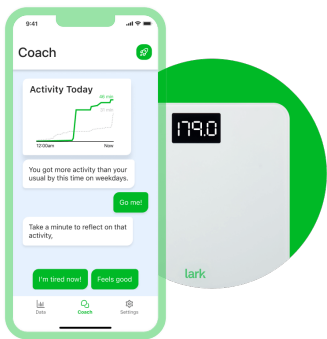 9:41
Coach
Activity Today
46 min
21 min
12:00am
Now
You got more activity than your
usual by this time on weekdays.
Go me!
Take a minute to reflect on that
activity,
I'm tired now!
Feels good
Data
Coach
Settings
179.0
lark